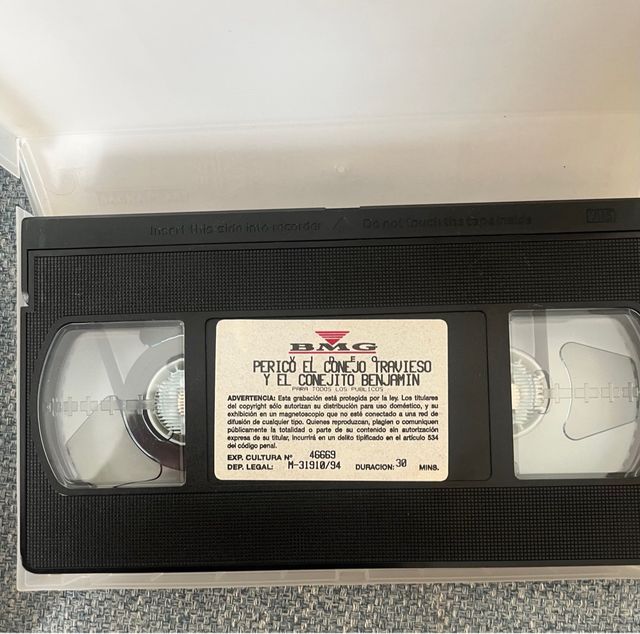 Insert this side into recorder △ Do not touch the tape inside VHS
BMG
VIDEO
PERICO EL CONEJO TRAVIESO
Y EL CONEJITO BENJAMIN
PARA TODOS LOS PUBLICOS
ADVERTENCIA: Esta grabación está protegida por la ley. Los titulares
del copyright sólo autorizan su distribución para uso doméstico, y su
exhibición en un magnetoscopio que no esté conectado a una red de
difusión de cualquier tipo. Quienes reproduzcan, plagien o comuniquen
públicamente la totalidad o parte de su contenido sin autorización
expresa de su titular, incurrirá en un delito tipificado en el artículo 534
del código penal.
EXP. CULTURA Nº 46669
DEP. LEGAL: M-31910/94 DURACION: 30 MINS.